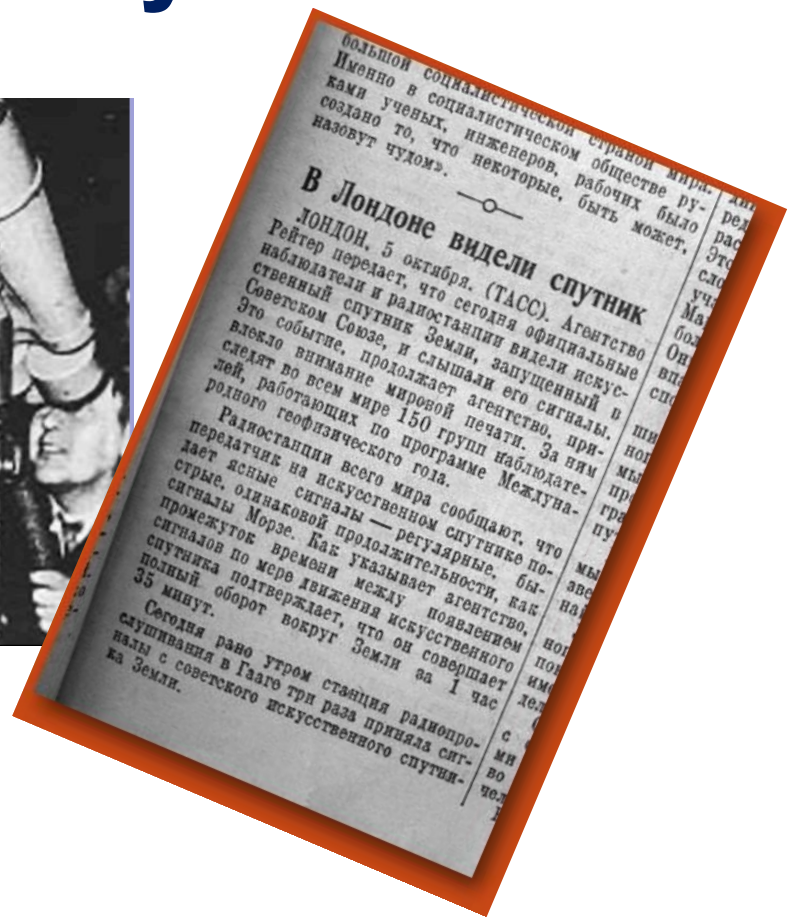 большой социалистической страной мира.
Именно в социалистическом обществе ру-
ками ученых, инженеров, рабочих было
создано то, что некоторые, быть может,
назовут чудом».
В Лондоне видели спутник
ЛОНДОН, 5 октября. (ТАСС). Агентство
Рейтер передает, что сегодня официальные
наблюдатели и радиостанции видели искус-
ственный спутник Земли, запущенный в
Советском Союзе, и слышали его сигналы.
Это событие, продолжает агентство, при-
влекло внимание мировой печати. За ним
следят во всем мире 150 групп наблюдате-
лей, работающих по программе Междуна-
родного геофизического года.
Радиостанции всего мира сообщают, что
передатчик на искусственном спутнике по-
дает ясные сигналы — регулярные, бы-
стрые, одинаковой продолжительности, как
сигналы Морзе. Как указывает агентство,
промежуток времени между появлением
сигналов по мере движения искусственного
спутника подтверждает, что он совершает
полный оборот вокруг Земли за 1 час
35 минут.
Сегодня рано утром станция радиопро-
слушивания в Гааге три раза приняла сиг-
налы с советского искусственного спутни-
ка Земли.